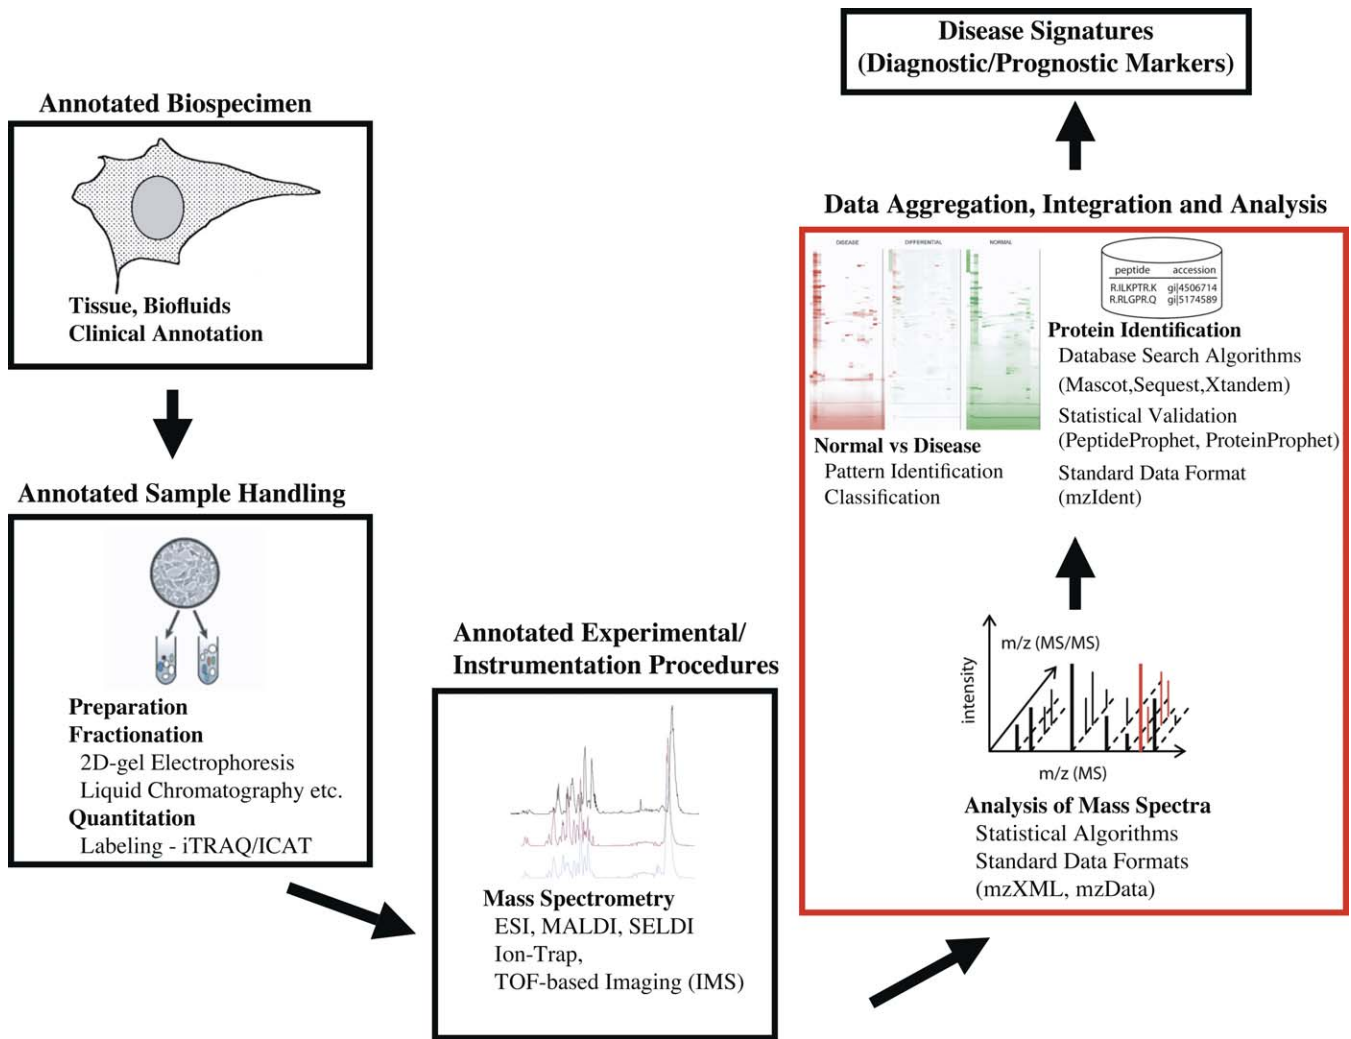 Annotated Biospecimen
Tissue, Biofluids
Clinical Annotation
Annotated Sample Handling
Preparation
Fractionation
2D-gel Electrophoresis
Liquid Chromatography etc.
Quantitation
Labeling - iTRAQ/ICAT
Annotated Experimental/
Instrumentation Procedures
Mass Spectrometry
ESI, MALDI, SELDI
Ion-Trap,
TOF-based Imaging (IMS)
Disease Signatures
(Diagnostic/Prognostic Markers)
Data Aggregation, Integration and Analysis
DISEASE DIFFERENTIAL NORMAL
Normal vs Disease
Pattern Identification
Classification
peptide accession
R.ILKPTR.K gi|4506714
R.RLGPR.Q gi|5174589
Protein Identification
Database Search Algorithms
(Mascot,Sequest,Xtandem)
Statistical Validation
(PeptideProphet, ProteinProphet)
Standard Data Format
(mzIdent)
m/z (MS/MS)
intensity
m/z (MS)
Analysis of Mass Spectra
Statistical Algorithms
Standard Data Formats
(mzXML, mzData)